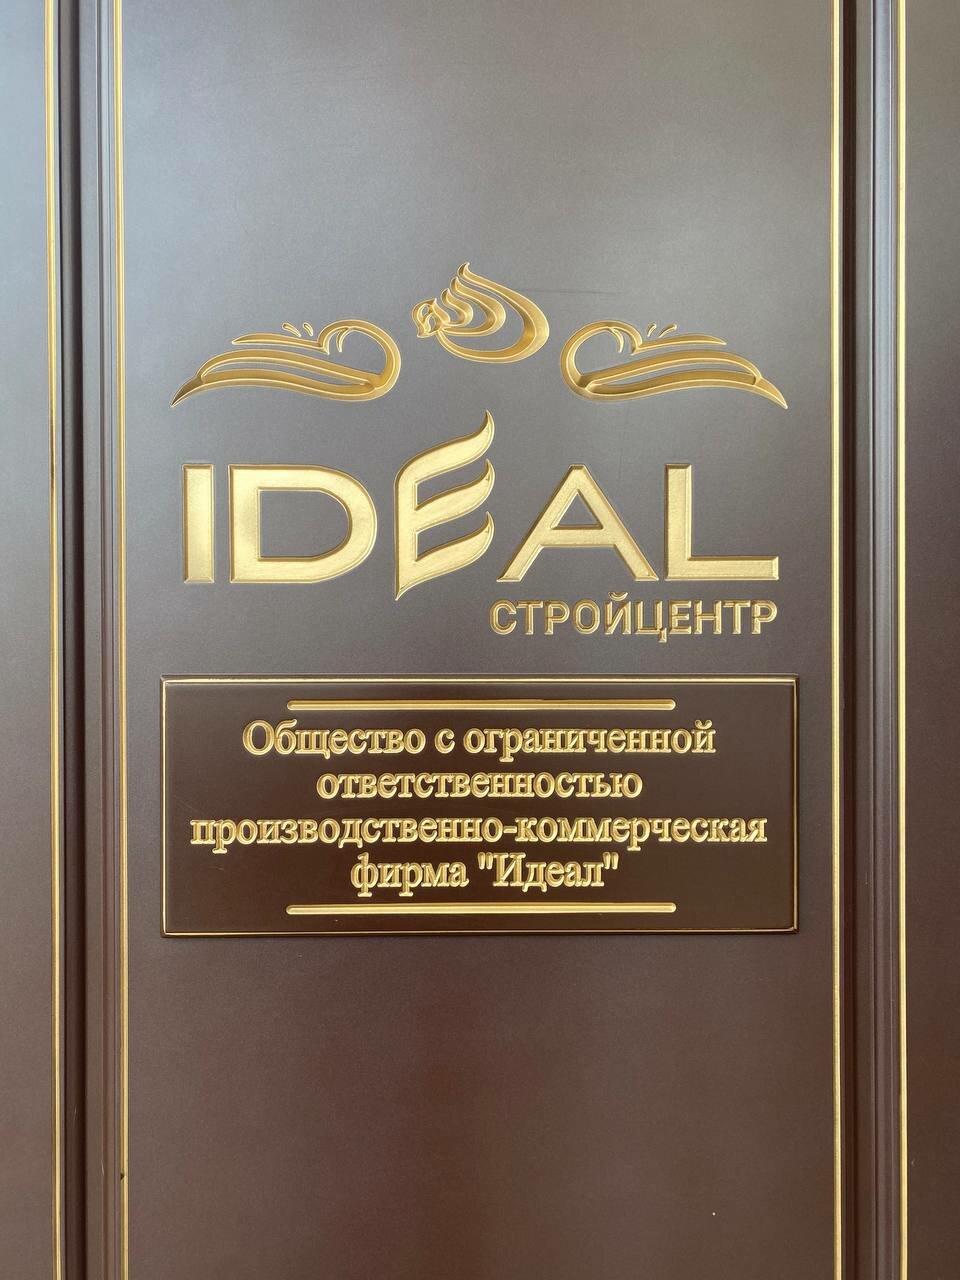 IDEAL
СТРОЙЦЕНТР
Общество с ограниченной
ответственностью
производственно-коммерческая
фирма "Идеал"